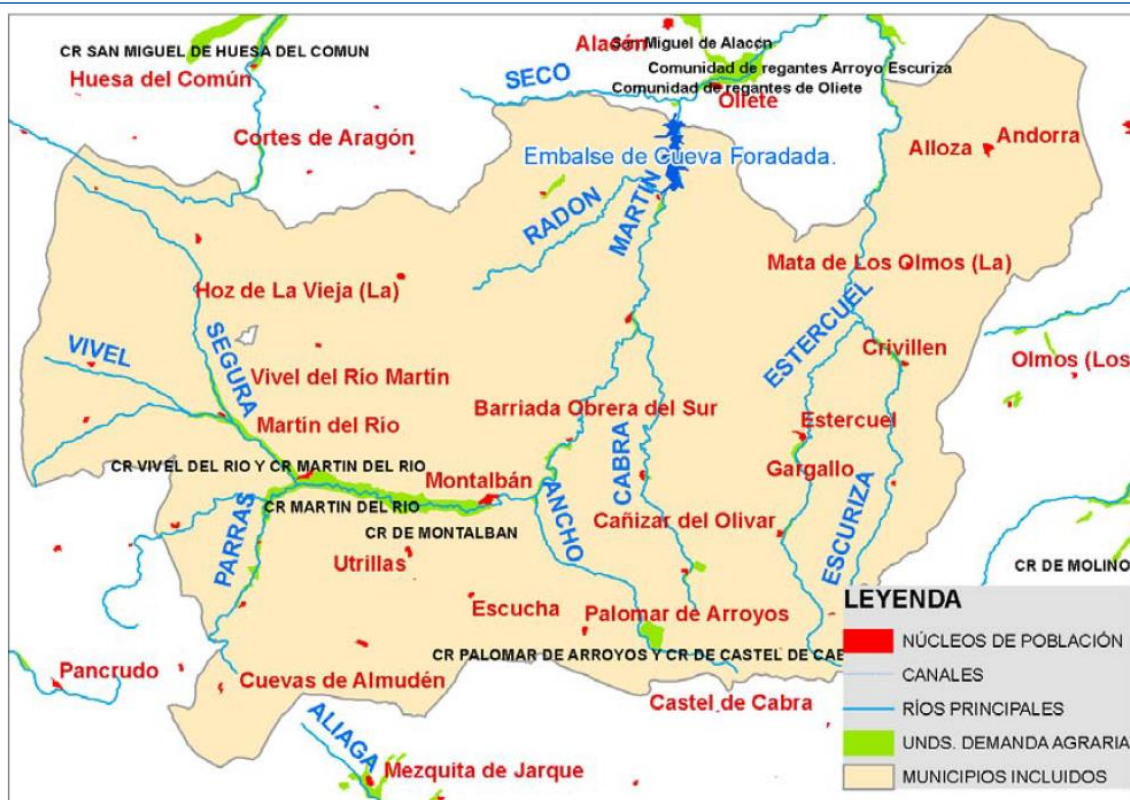 CR SAN MIGUEL DE HUESA DEL COMUN
Huesa del Común
Alacón
San Miguel de Alacón
Comunidad de regantes Arroyo Escuriza
SECO
Comunidad de regantes de Oliete
Oliete
Cortes de Aragón
Embalse de Cueva Foradada.
Alloza
Andorra
RADON
MARTIN
Mata de Los Olmos (La)
Hoz de La Vieja (La)
SEGURA
VIVEL
ESTERCUEL
Crivillen
Olmos (Los
Vivel del Río Martín
Barriada Obrera del Sur
Martín del Río
Estercuel
CABRA
CR VIVEL DEL RIO Y CR MARTIN DEL RIO
Montalbán
Gargallo
ANCHO
CR MARTIN DEL RIO
CR DE MONTALBAN
Cañizar del Olivar
ESCURIZA
PARRAS
Utrillas
CR DE MOLINO
Escucha
Palomar de Arroyos
CR PALOMAR DE ARROYOS Y CR DE CASTEL DE CAB
Pancrudo
Cuevas de Almudén
Castel de Cabra
ALIAGA
Mezquita de Jarque
LEYENDA
NÚCLEOS DE POBLACIÓN
CANALES
RÍOS PRINCIPALES
UNDS. DEMANDA AGRARIA
MUNICIPIOS INCLUIDOS